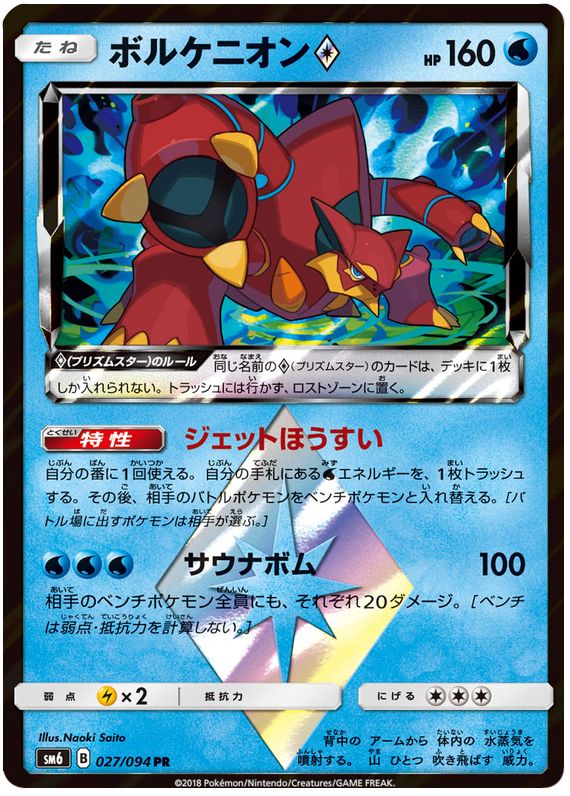 たね ボルケニオン◇ HP 160
◇(プリズムスター)のルール 同じ名前の◇(プリズムスター)のカードは、デッキに1枚
しか入れられない。トラッシュには行かず、ロストゾーンに置く。
特性 ジェットほうすい
自分の番に1回使える。自分の手札にある エネルギーを、1枚トラッシュ
する。その後、相手のバトルポケモンをベンチポケモンと入れ替える。[バ
トル場に出すポケモンは相手が選ぶ。]
サウナボム 100
相手のベンチポケモン全員にも、それぞれ20ダメージ。[ベンチ
は弱点・抵抗力を計算しない。]
弱点 ×2 抵抗力 にげる
Illus.Naoki Saito
SM6 B 027/094 PR
背中の アームから 体内の 水蒸気を
噴射する。山 ひとつ 吹き飛ばす 威力。
©2018 Pokémon/Nintendo/Creatures/GAME FREAK.